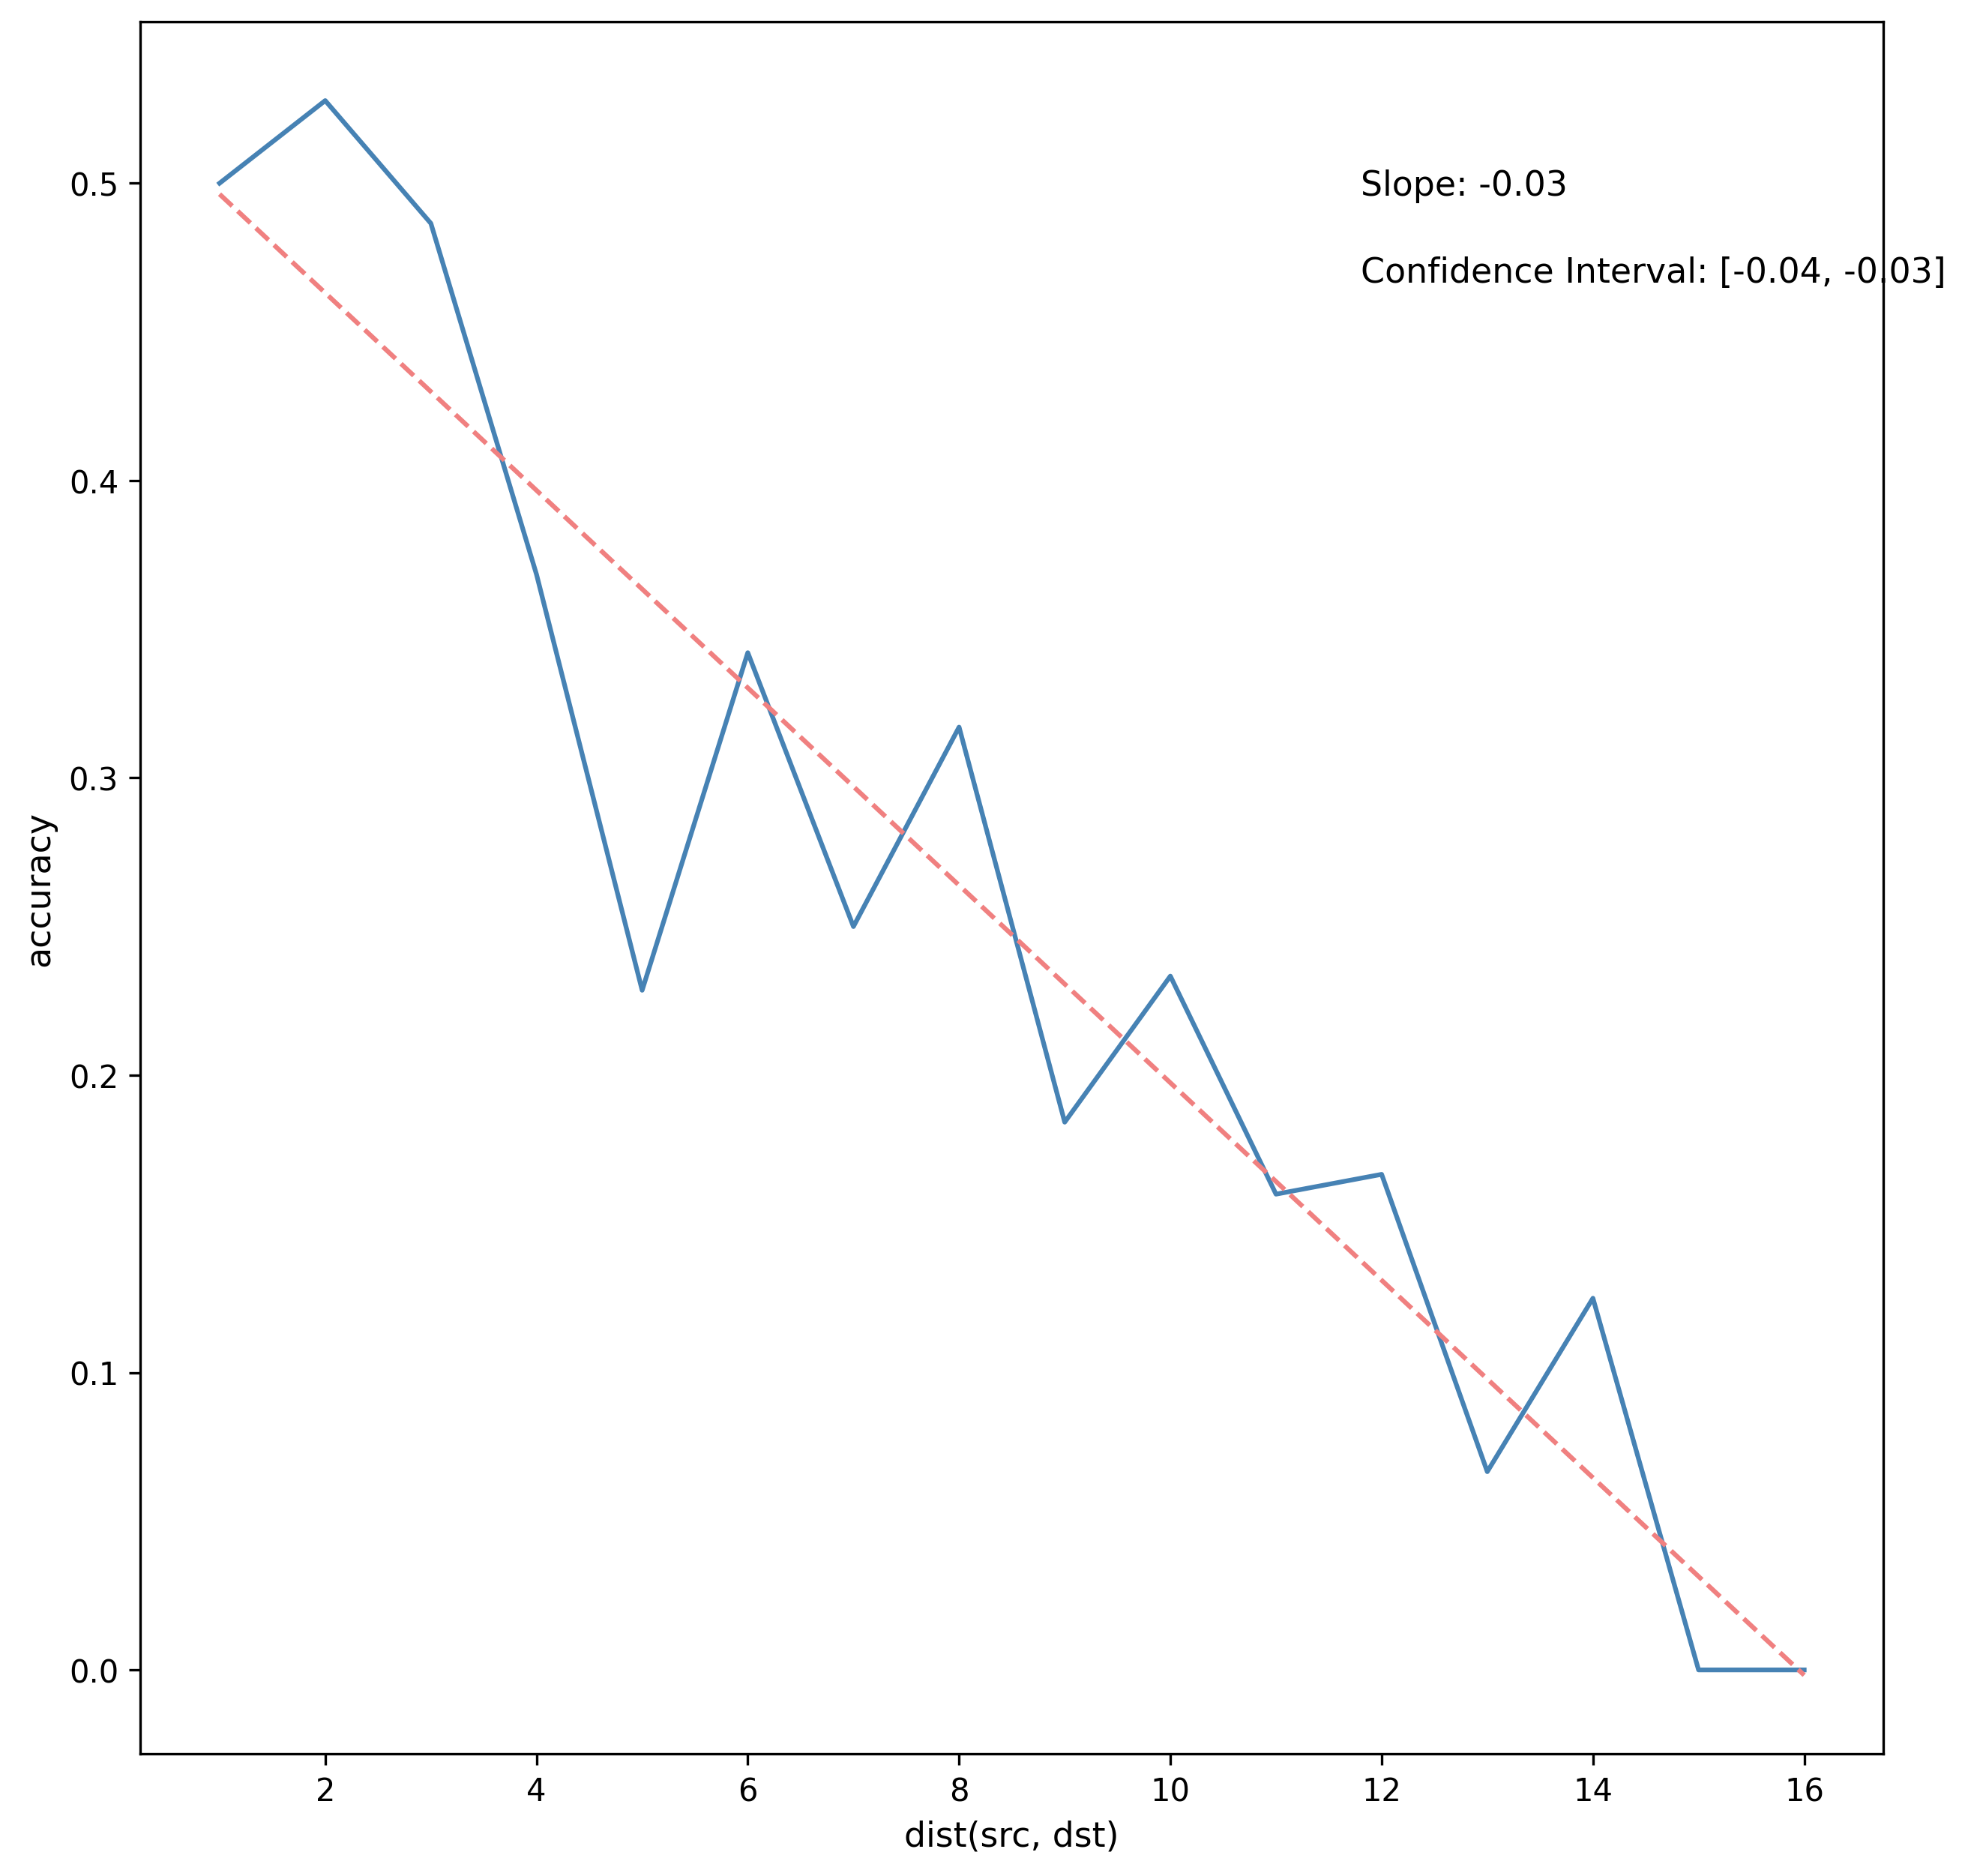 0.5
0.4
0.3
0.2
0.1
0.0
accuracy
Slope: -0.03
Confidence Interval: [-0.04, -0.03]
2 4 6 8 10 12 14 16
dist(src, dst)